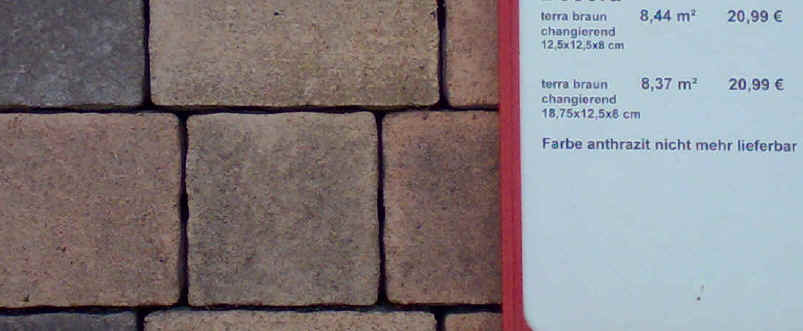 terra braun 8,44 m² 20,99 €
changierend
12,5x12,5x8 cm
terra braun 8,37 m² 20,99 €
changierend
18,75x12,5x8 cm
Farbe anthrazit nicht mehr lieferbar